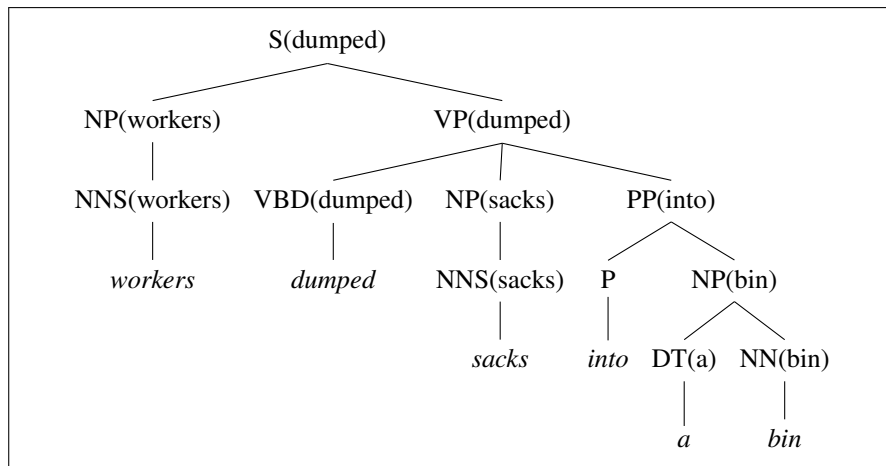 S(dumped)
NP(workers) VP(dumped)
NNS(workers) VBD(dumped) NP(sacks) PP(into)
workers dumped NNS(sacks) P NP(bin)
sacks into DT(a) NN(bin)
a bin